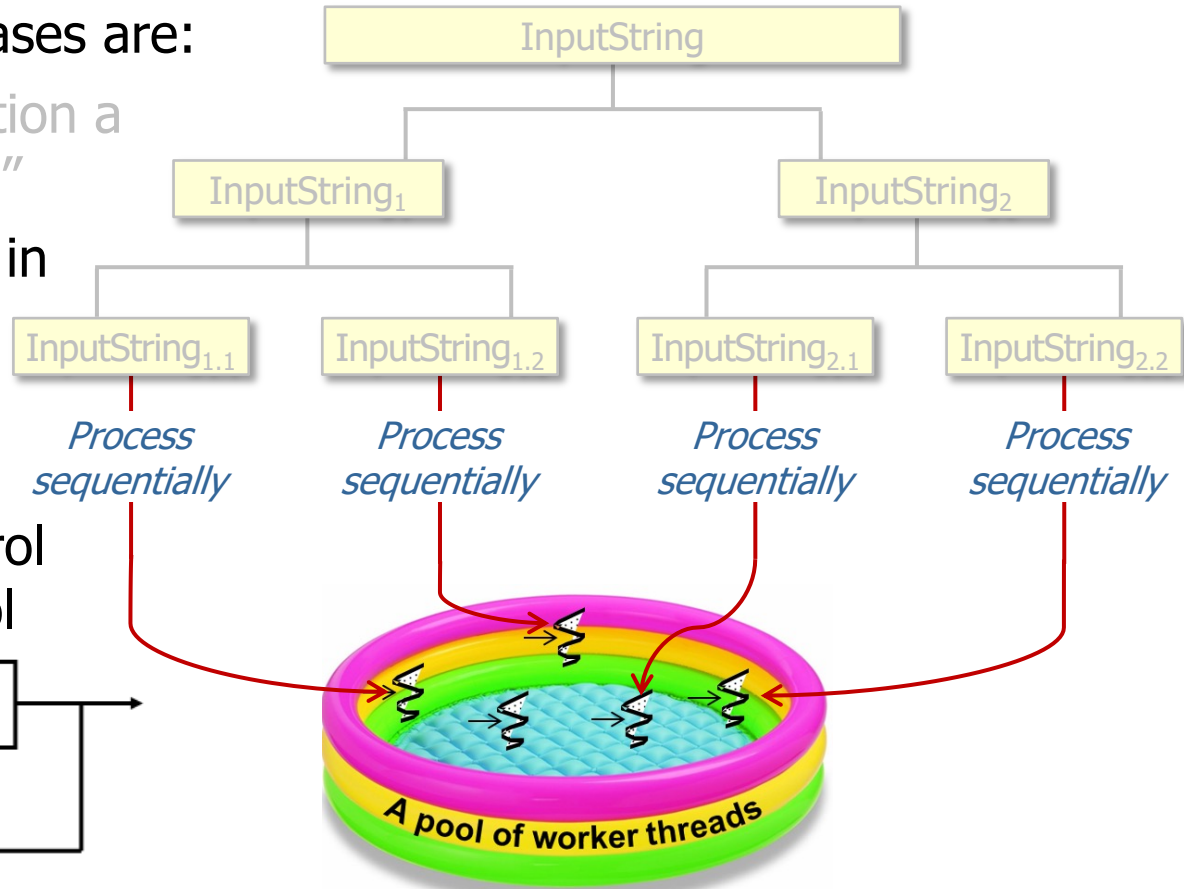 ases are:
tion a
"
in
rol
ol
InputString
InputString₁ InputString₂
InputString₁.₁ InputString₁.₂ InputString₂.₁ InputString₂.₂
Process sequentially
Process sequentially
Process sequentially
Process sequentially
A pool of worker threads